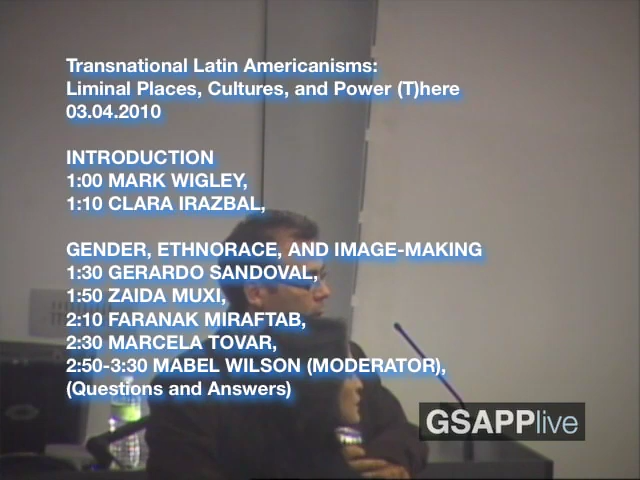 Transnational Latin Americanisms:
Liminal Places, Cultures, and Power (T)here
03.04.2010
INTRODUCTION
1:00 MARK WIGLEY,
1:10 CLARA IRAZBAL,
GENDER, ETHNORACE, AND IMAGE-MAKING
1:30 GERARDO SANDOVAL,
1:50 ZAIDA MUXI,
2:10 FARANAK MIRAFTAB,
2:30 MARCELA TOVAR,
2:50-3:30 MABEL WILSON (MODERATOR),
(Questions and Answers)
GSAPPlive